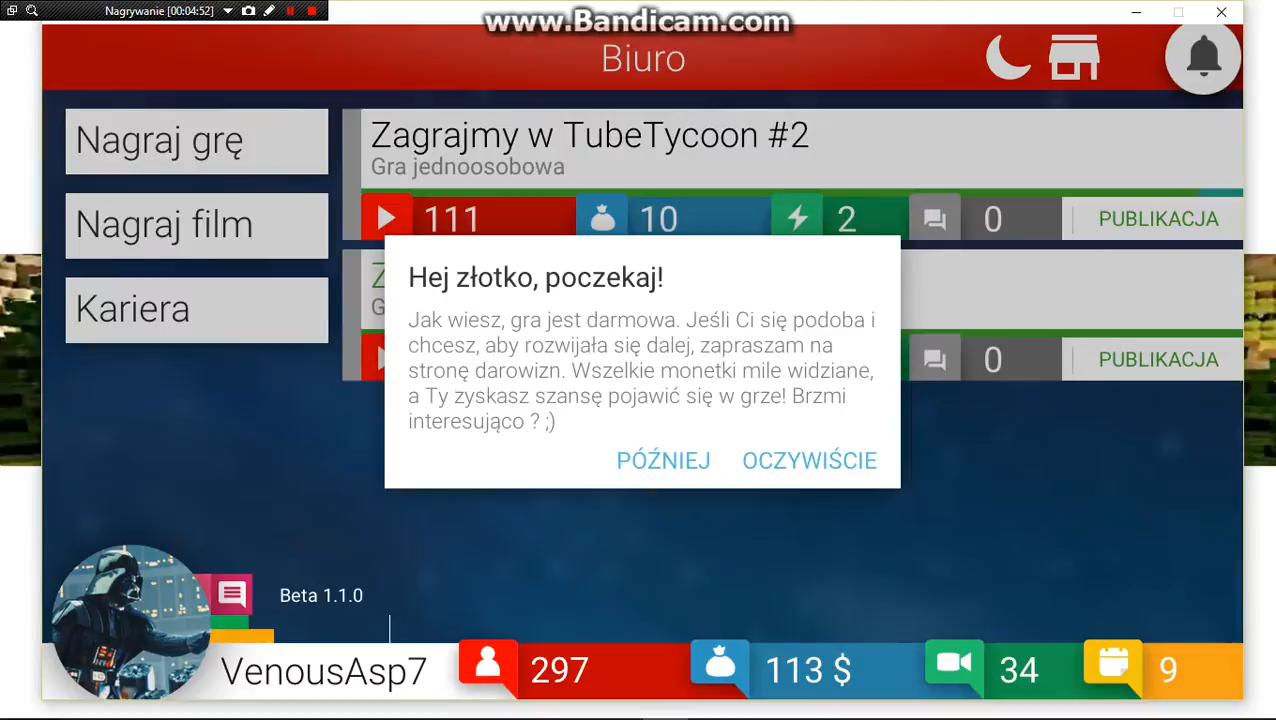 Nagrywanie [00:04:52]
www.Bandicam.com
Biuro
Nagraj grę
Nagraj film
Kariera
Zagrajmy w TubeTycoon #2
Gra jednoosobowa
111 10 2 0 PUBLIKACJA
Z
G
0 PUBLIKACJA
Hej złotko, poczekaj!
Jak wiesz, gra jest darmowa. Jeśli Ci się podoba i
chcesz, aby rozwijała się dalej, zapraszam na
stronę darowizn. Wszelkie monetki mile widziane,
a Ty zyskasz szansę pojawić się w grze! Brzmi
interesująco ? ;)
PÓŹNIEJ OCZYWIŚCIE
Beta 1.1.0
VenousAsp7 297 113 $ 34 9